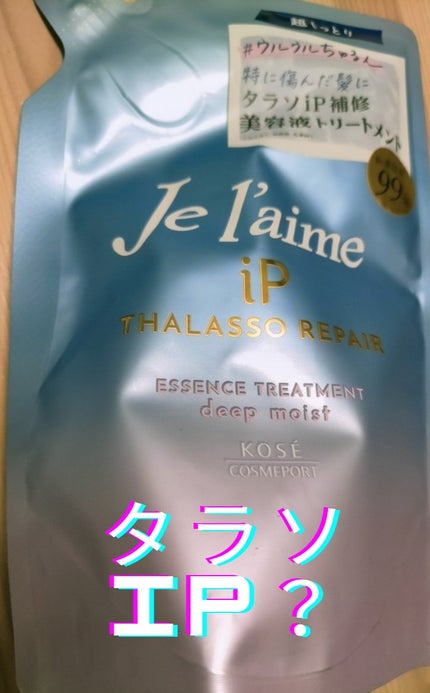 超しっとり
#ウルウルちゅるん
特に傷んだ髪に
タラソiP補修
美容液トリートメント
99
Je l'aime
iP
THALASSO REPAIR
ESSENCE TREATMENT
deep moist
KOSÉ
COSMEPORT
タラソ
IP？